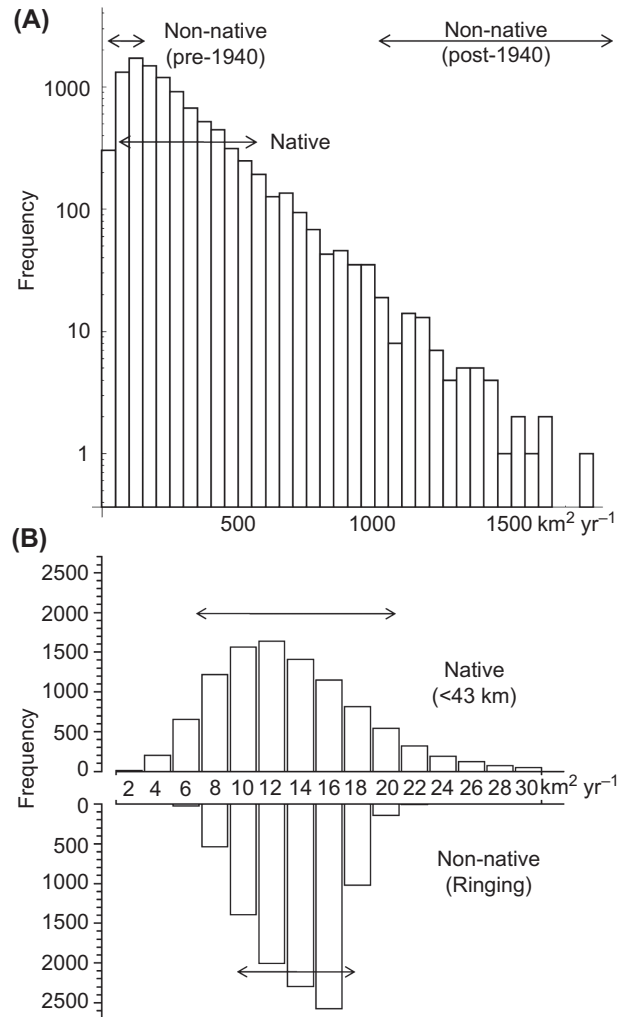 (A)
Non-native
(pre-1940)
Non-native
(post-1940)
Native
Frequency
1000
100
10
1
500 1000 1500 km² yr⁻¹
(B)
2500
2000
1500
1000
500
0
Frequency
Native
(<43 km)
2 4 6 8 10 12 14 16 18 20 22 24 26 28 30 km² yr⁻¹
0
500
1000
1500
2000
2500
Non-native
(Ringing)